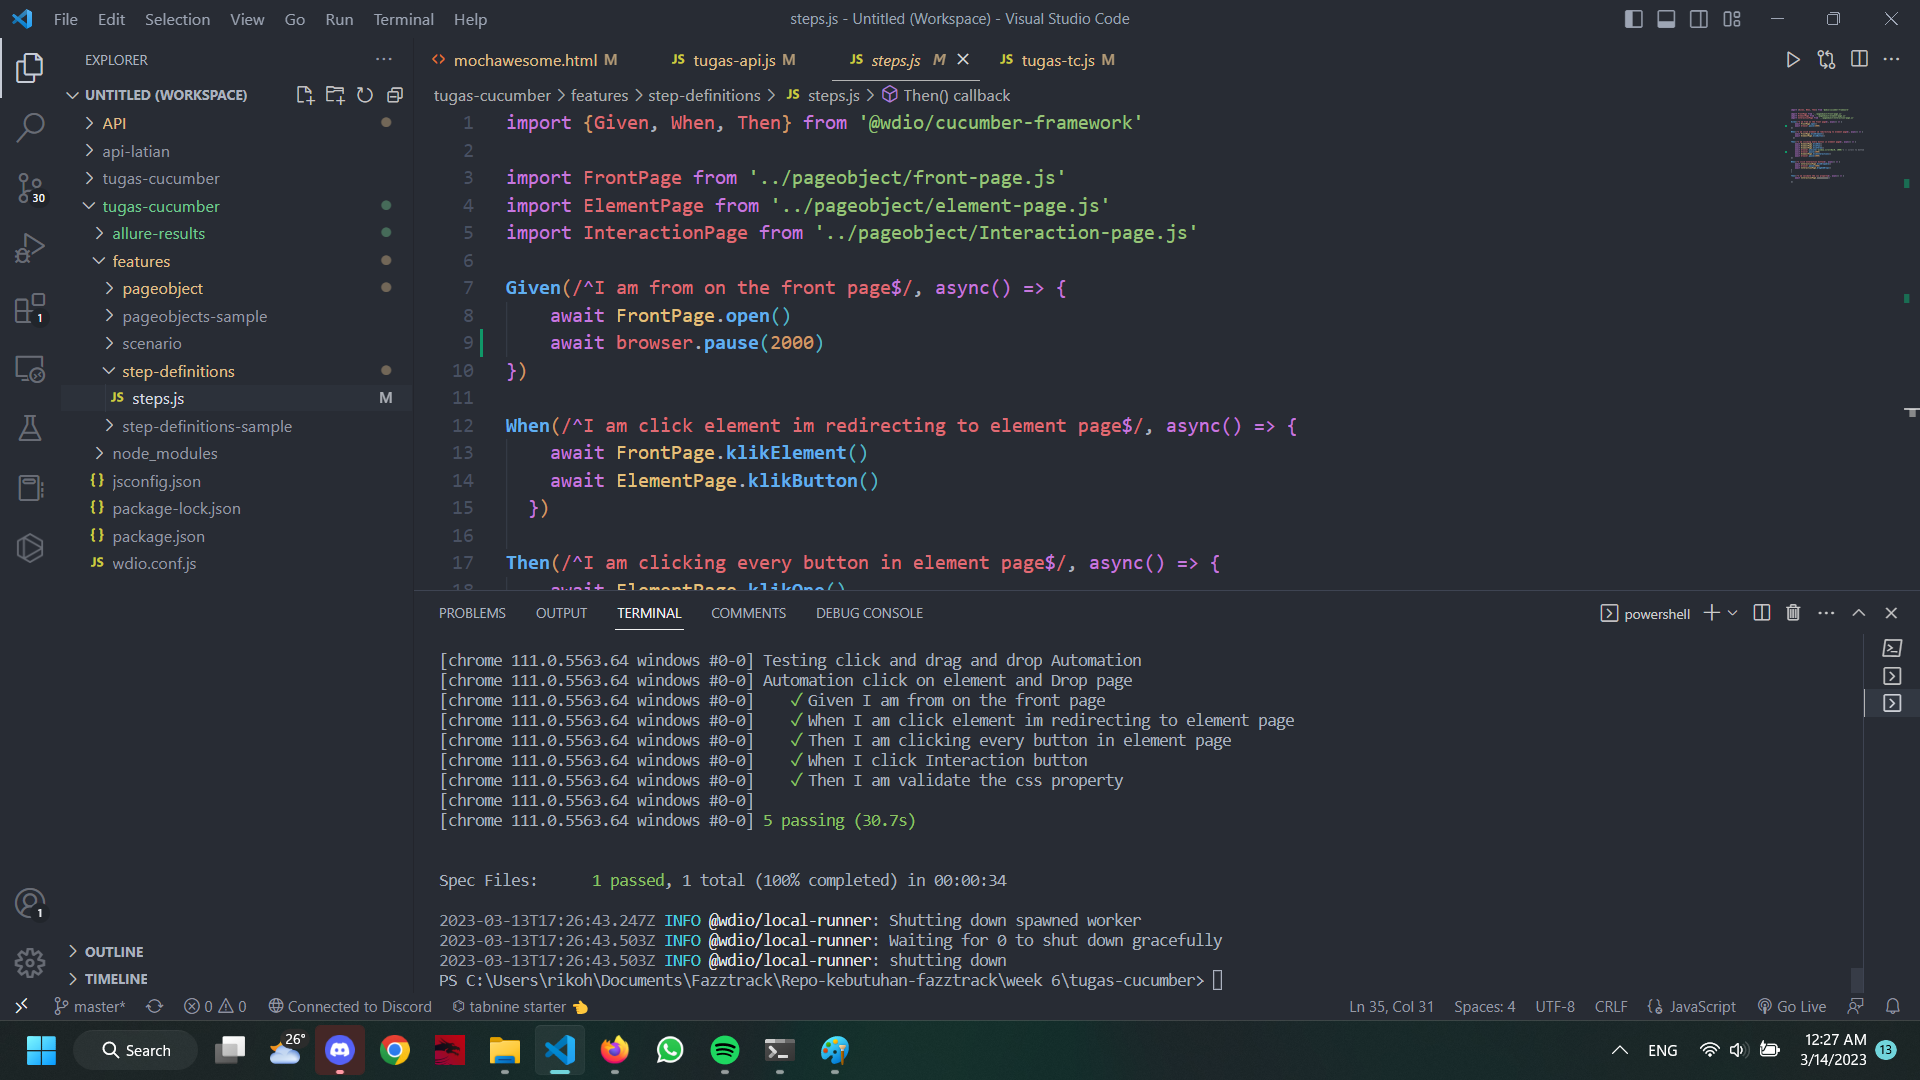 File Edit Selection View Go Run Terminal Help
steps.js - Untitled (Workspace) - Visual Studio Code
EXPLORER
UNTITLED (WORKSPACE)
API
api-latian
tugas-cucumber
tugas-cucumber
allure-results
features
pageobject
pageobjects-sample
scenario
step-definitions
JS steps.js M
step-definitions-sample
node_modules
{} jsconfig.json
{} package-lock.json
{} package.json
JS wdio.conf.js
OUTLINE
TIMELINE
30
1
1
<> mochawesome.html M JS tugas-api.js M JS steps.js M JS tugas-tc.js M
tugas-cucumber > features > step-definitions > JS steps.js > Then() callback
1 import {Given, When, Then} from '@wdio/cucumber-framework'
2
3 import FrontPage from '../pageobject/front-page.js'
4 import ElementPage from '../pageobject/element-page.js'
5 import InteractionPage from '../pageobject/Interaction-page.js'
6
7 Given(/^I am from on the front page$/, async() => {
8 await FrontPage.open()
9 await browser.pause(2000)
10 })
11
12 When(/^I am click element im redirecting to element page$/, async() => {
13 await FrontPage.klikElement()
14 await ElementPage.klikButton()
15 })
16
17 Then(/^I am clicking every button in element page$/, async() => {
18 await ElementPage.klikOne()
PROBLEMS OUTPUT TERMINAL COMMENTS DEBUG CONSOLE
powershell
[chrome 111.0.5563.64 windows #0-0] Testing click and drag and drop Automation
[chrome 111.0.5563.64 windows #0-0] Automation click on element and Drop page
[chrome 111.0.5563.64 windows #0-0] ✓ Given I am from on the front page
[chrome 111.0.5563.64 windows #0-0] ✓ When I am click element im redirecting to element page
[chrome 111.0.5563.64 windows #0-0] ✓ Then I am clicking every button in element page
[chrome 111.0.5563.64 windows #0-0] ✓ When I click Interaction button
[chrome 111.0.5563.64 windows #0-0] ✓ Then I am validate the css property
[chrome 111.0.5563.64 windows #0-0]
[chrome 111.0.5563.64 windows #0-0] 5 passing (30.7s)
Spec Files: 1 passed, 1 total (100% completed) in 00:00:34
2023-03-13T17:26:43.247Z INFO @wdio/local-runner: Shutting down spawned worker
2023-03-13T17:26:43.503Z INFO @wdio/local-runner: Waiting for 0 to shut down gracefully
2023-03-13T17:26:43.503Z INFO @wdio/local-runner: shutting down
PS C:\Users\rikoh\Documents\Fazztrack\Repo-kebutuhan-fazztrack\week 6\tugas-cucumber>
master* 0 0 Connected to Discord tabnine starter
Ln 35, Col 31 Spaces: 4 UTF-8 CRLF {} JavaScript Go Live
Search
26°
ENG
12:27 AM
3/14/2023
13